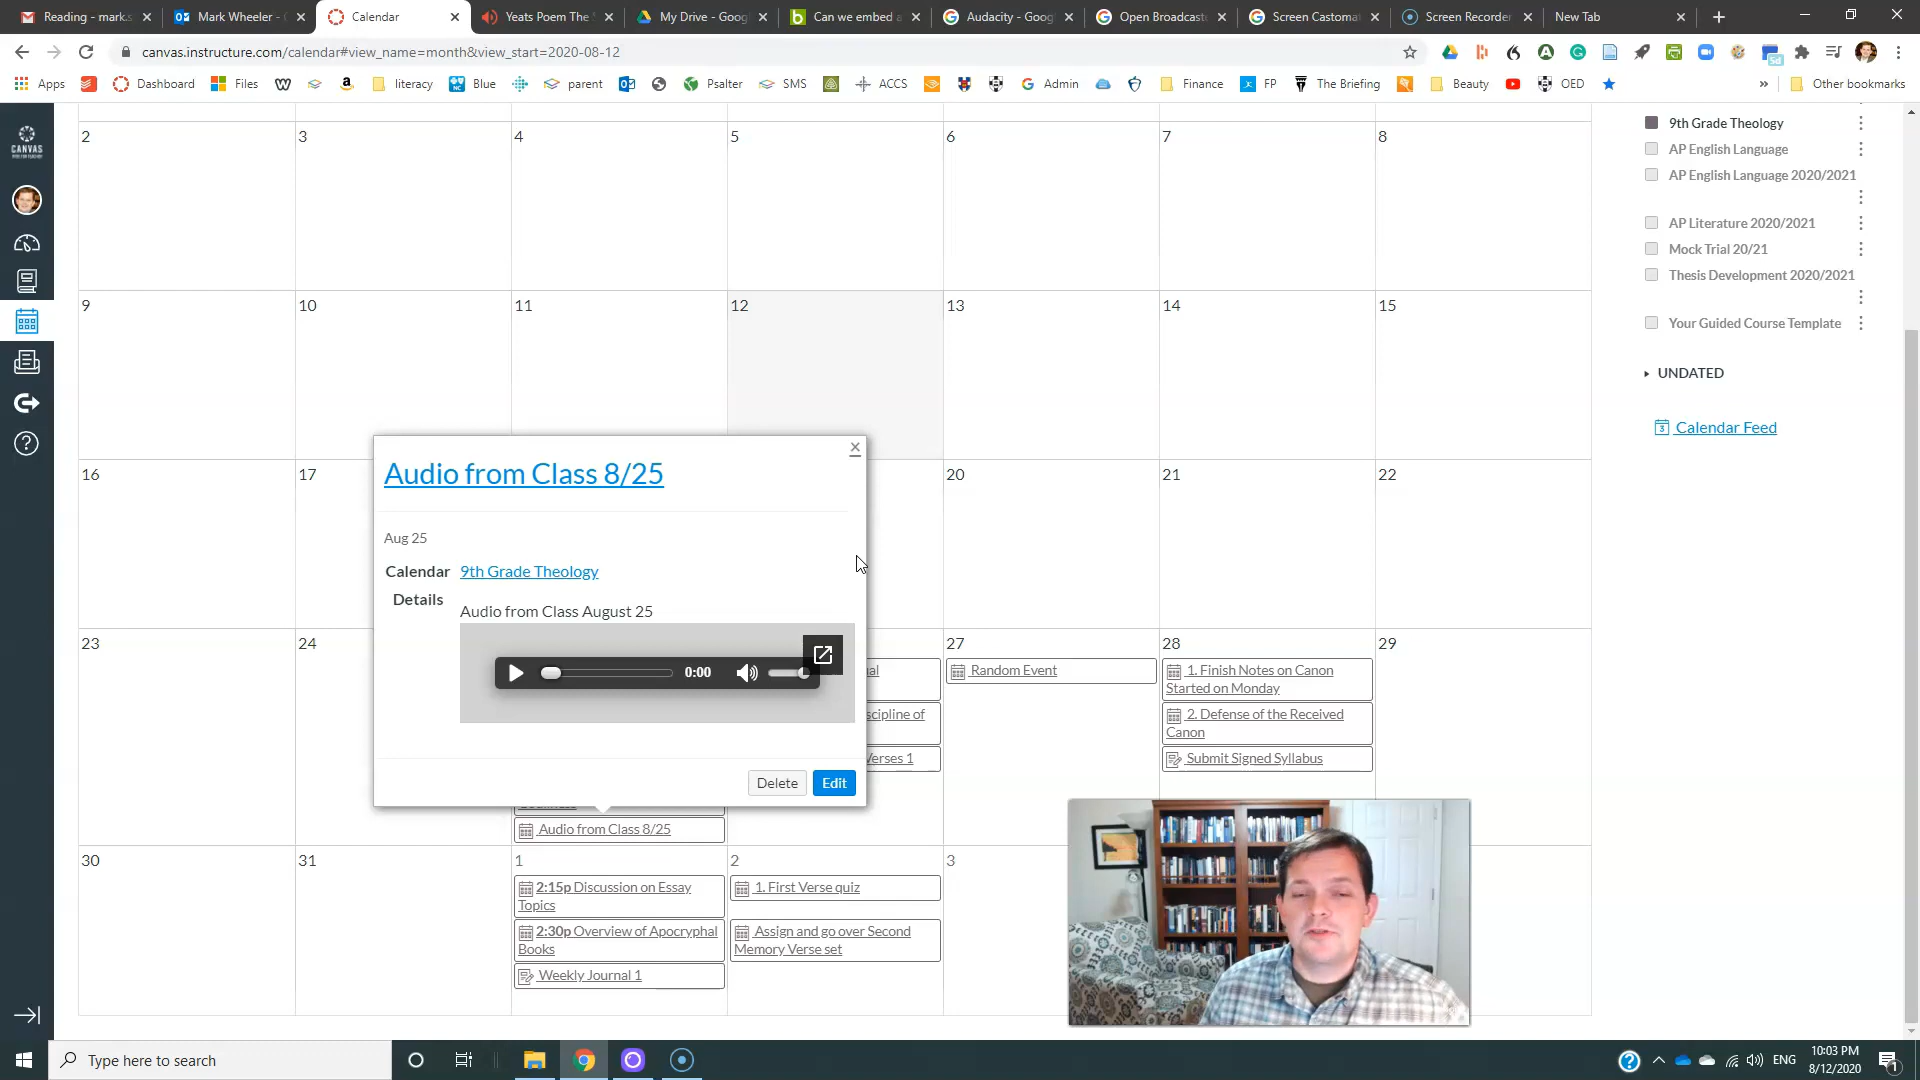 Reading - mark.s
Mark Wheeler -
Calendar
Yeats Poem The
My Drive - Goog
Can we embed a
Audacity - Goog
Open Broadcast
Screen Castoma
Screen Recorder
New Tab
canvas.instructure.com/calendar#view_name=month&view_start=2020-08-12
Apps
Dashboard
Files
literacy
Blue
parent
Psalter
SMS
ACCS
Admin
Finance
FP
The Briefing
Beauty
OED
»
Other bookmarks
CANVAS
2
3
4
5
6
7
8
9
10
11
12
13
14
15
16
17
20
21
22
Audio from Class 8/25
Aug 25
Calendar 9th Grade Theology
Details
Audio from Class August 25
0:00
Delete
Edit
23
24
27
28
29
al
scipline of
Verses 1
Random Event
1. Finish Notes on Canon
Started on Monday
2. Defense of the Received
Canon
Submit Signed Syllabus
Audio from Class 8/25
30
31
1
2
3
2:15p Discussion on Essay
Topics
2:30p Overview of Apocryphal
Books
Weekly Journal 1
1. First Verse quiz
Assign and go over Second
Memory Verse set
9th Grade Theology
AP English Language
AP English Language 2020/2021
AP Literature 2020/2021
Mock Trial 20/21
Thesis Development 2020/2021
Your Guided Course Template
UNDATED
Calendar Feed
Type here to search
ENG
10:03 PM
8/12/2020